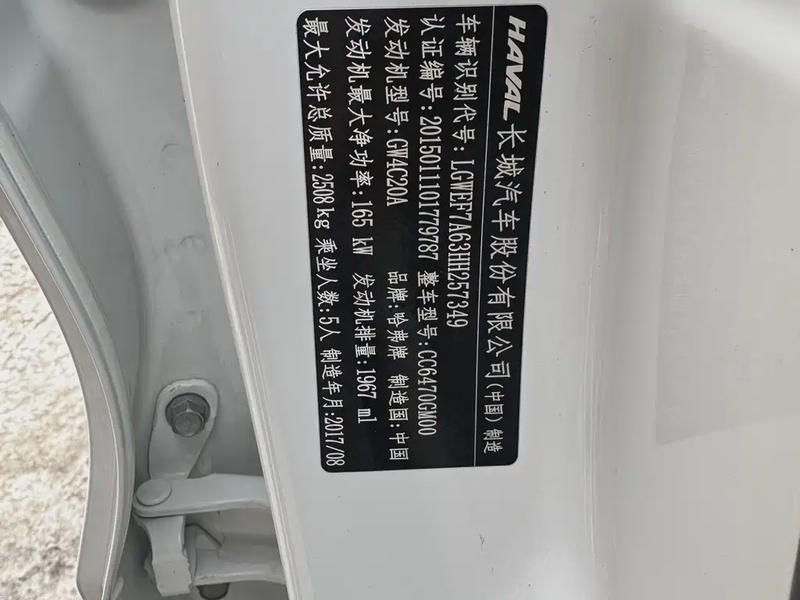 HAVAL 长城汽车股份有限公司(中国)制造
车辆识别代号:LGWEF7A63HH257349
认证编号:2015011101779787 整车型号:CC6470GM00
发动机型号:GW4C20A 品牌:哈弗牌 制造国:中国
发动机最大净功率:165 kW 发动机排量:1967 ml
最大允许总质量:2508kg 乘坐人数:5人 制造年月:2017/08